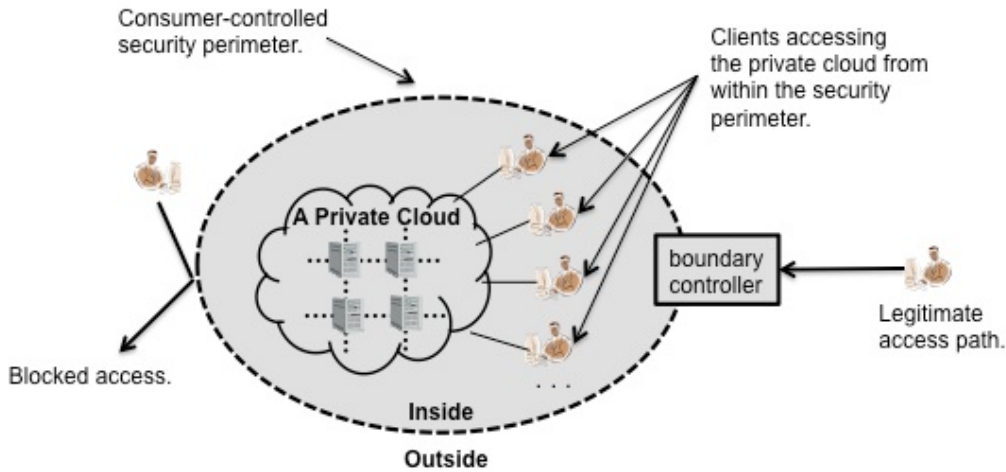 Consumer-controlled
security perimeter.
Clients accessing
the private cloud from
within the security
perimeter.
A Private Cloud
boundary
controller
Legitimate
access path.
Blocked access.
. . .
Inside
Outside